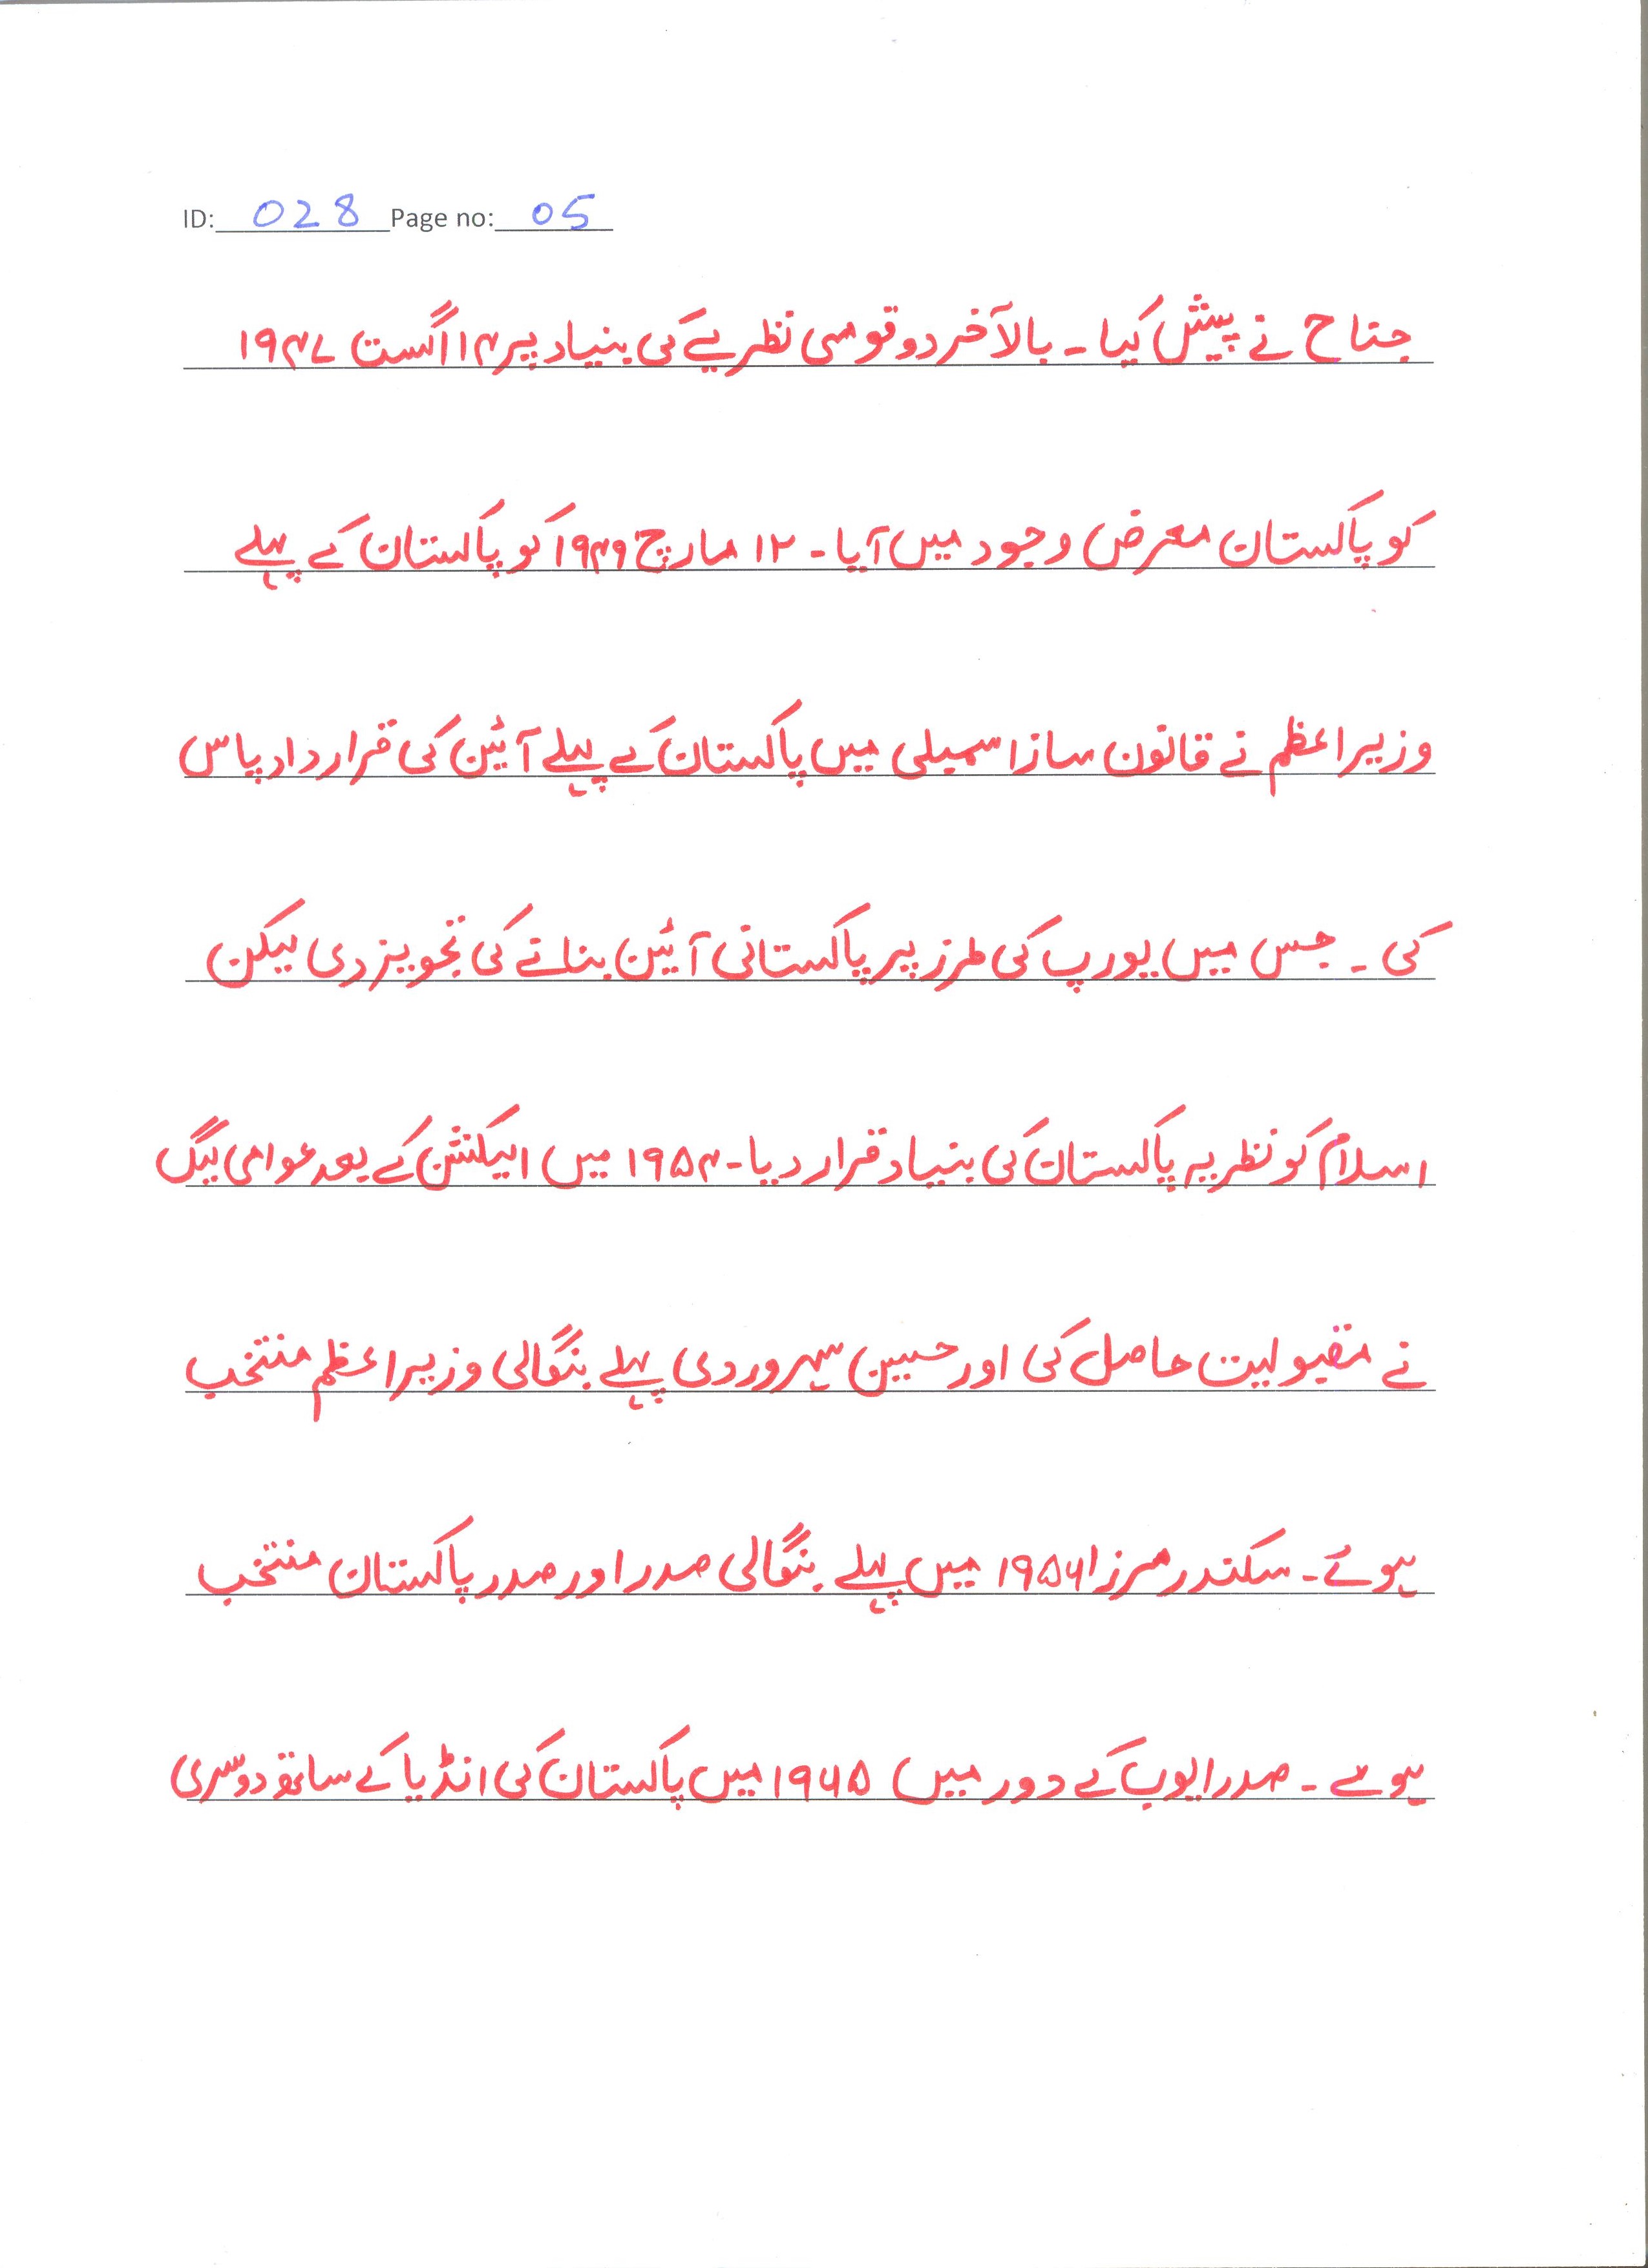 ID: 028 Page no: 05
جناح نے پیش کیا۔ بالآخر دو قومی نظریے کی بنیاد پر ۱۴ اگست ۱۹۴۷
کو پاکستان معرض وجود میں آیا۔ ۱۲ مارچ ۱۹۴۹ کو پاکستان کے پہلے
وزیراعظم نے قانون ساز اسمبلی میں پاکستان کے پہلے آئین کی قرارداد پاس
کی۔ جس میں یورپ کی طرز پر پاکستانی آئین بنانے کی تجویز دی لیکن
اسلام کو نظریہ پاکستان کی بنیاد قرار دیا۔ ۱۹۵۴ میں الیکشن کے بعد عوامی لیگ
نے مقبولیت حاصل کی اور حسین سہروردی پہلے بنگالی وزیراعظم منتخب
ہوئے۔ سکندر مرزا ۱۹۵۶ میں پہلے بنگالی صدر اور صدر پاکستان منتخب
ہوئے۔ صدر ایوب کے دور میں ۱۹۶۵ میں پاکستان کی انڈیا کے ساتھ دوسری